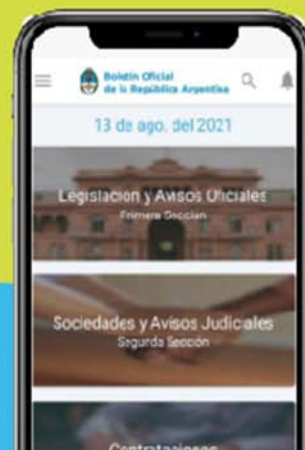 Boletín Oficial
de la República Argentina
13 de ago. del 2021
Legislación y Avisos Oficiales
Primera Sección
Sociedades y Avisos Judiciales
Segunda Sección
Contrataciones